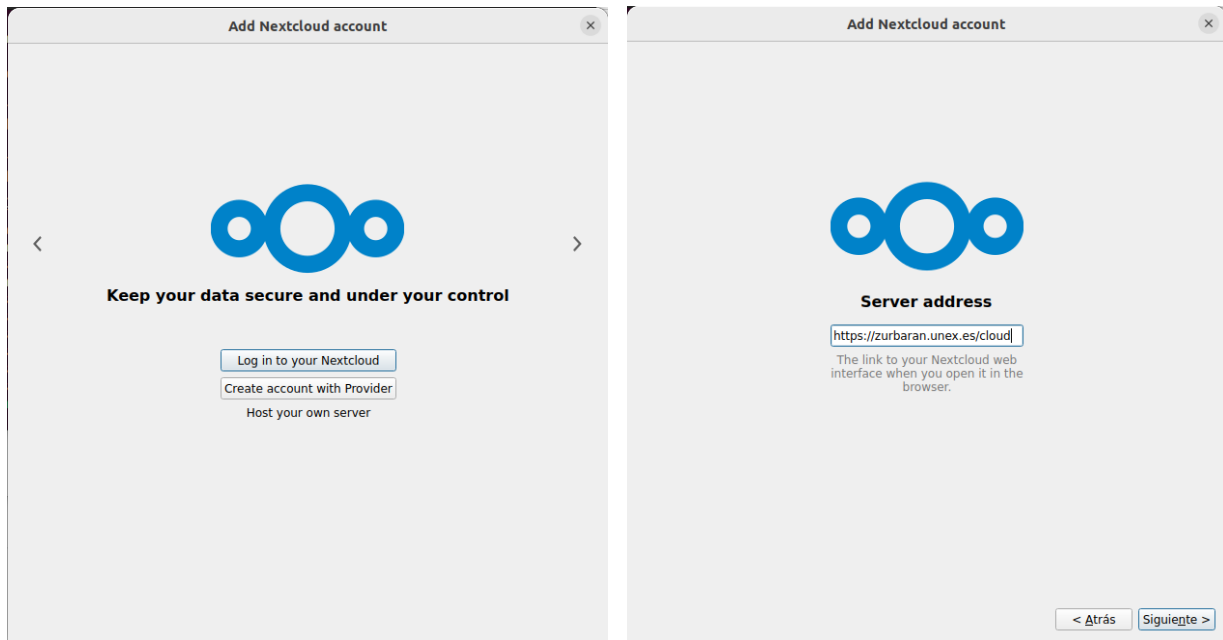 Add Nextcloud account
Keep your data secure and under your control
Log in to your Nextcloud
Create account with Provider
Host your own server
Add Nextcloud account
Server address
https://zurbaran.unex.es/cloud
The link to your Nextcloud web
interface when you open it in the
browser.
< Atrás
Siguiente >